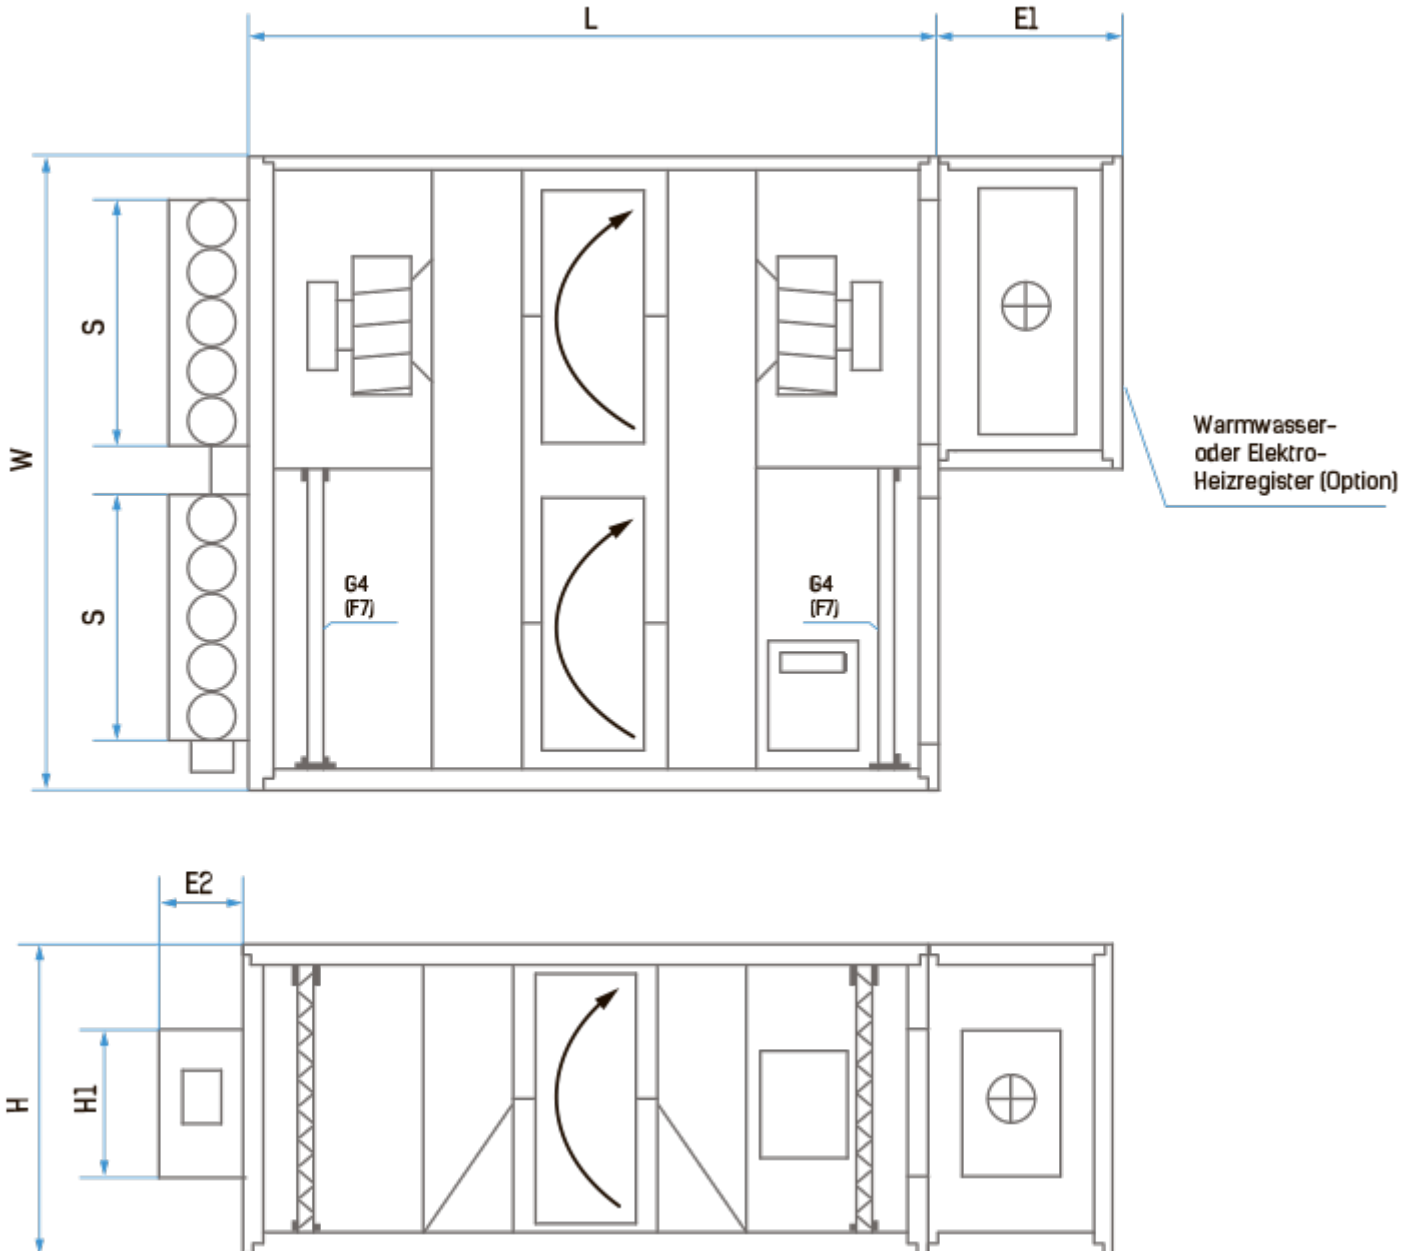 L
E1
S
W
Warmwasser-
oder Elektro-
Heizregister (Option)
G4
(F7)
G4
(F7)
S
E2
H1
H